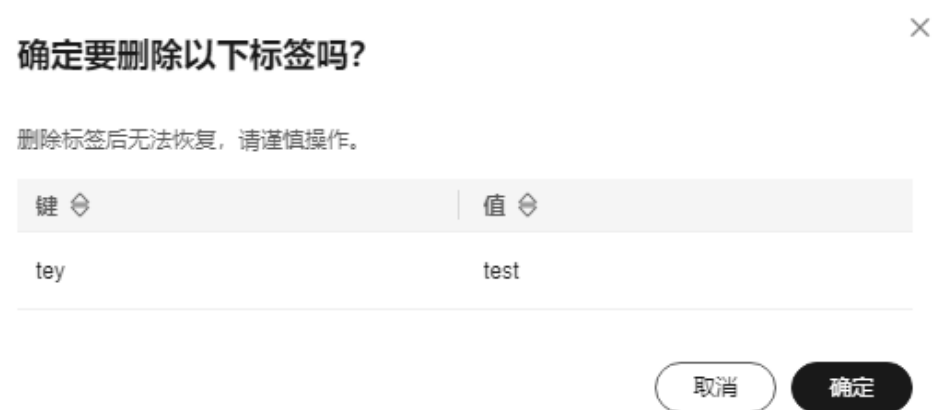 确定要删除以下标签吗?
删除标签后无法恢复，请谨慎操作。
键 值
tey test
取消 确定